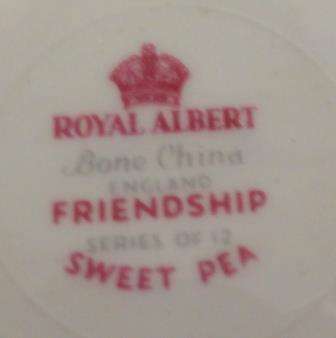 ROYAL ALBERT
Bone China
ENGLAND
FRIENDSHIP
SERIES OF 12
SWEET PEA